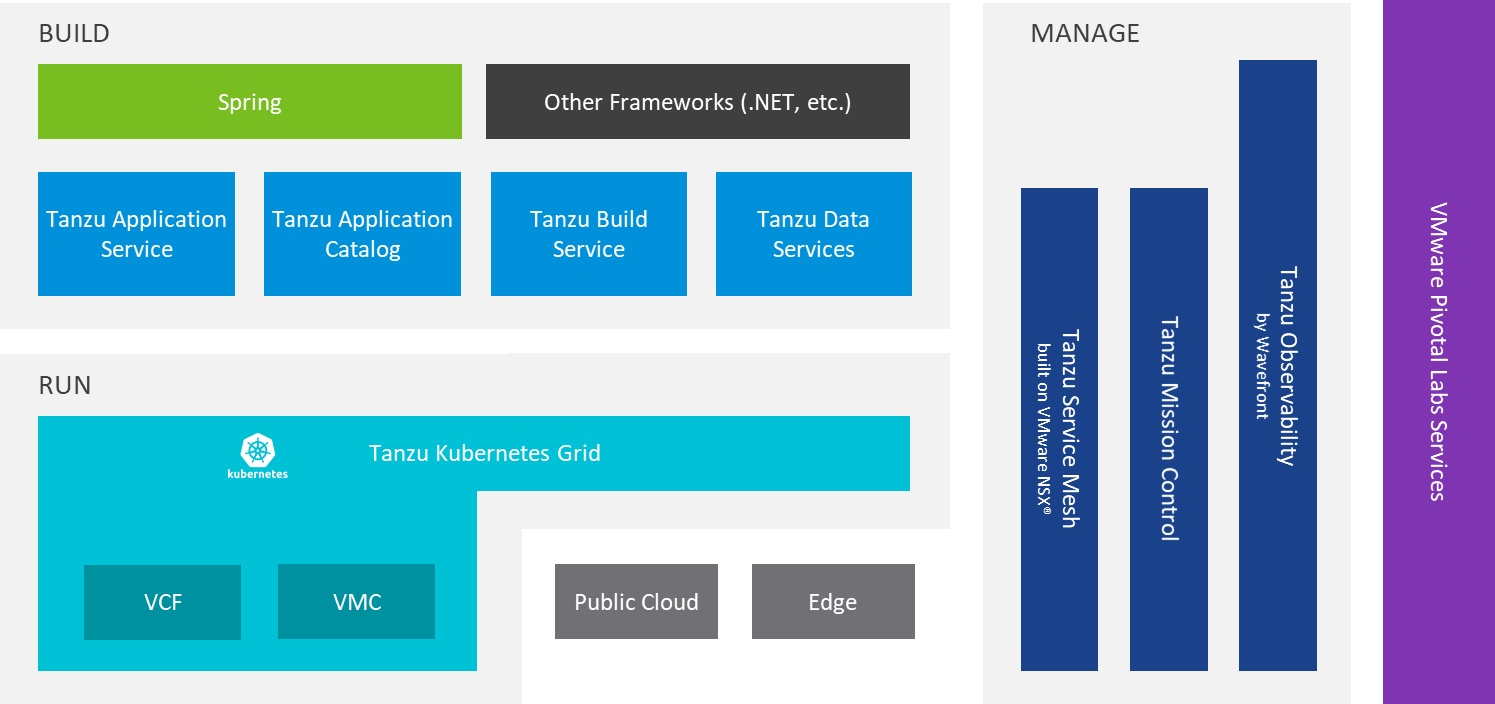 BUILD
Spring
Other Frameworks (.NET, etc.)
Tanzu Application
Service
Tanzu Application
Catalog
Tanzu Build
Service
Tanzu Data
Services
RUN
kubernetes
Tanzu Kubernetes Grid
VCF
VMC
Public Cloud
Edge
MANAGE
Tanzu Service Mesh
built on VMware NSX®
Tanzu Mission Control
Tanzu Observability
by Wavefront
VMware Pivotal Labs Services